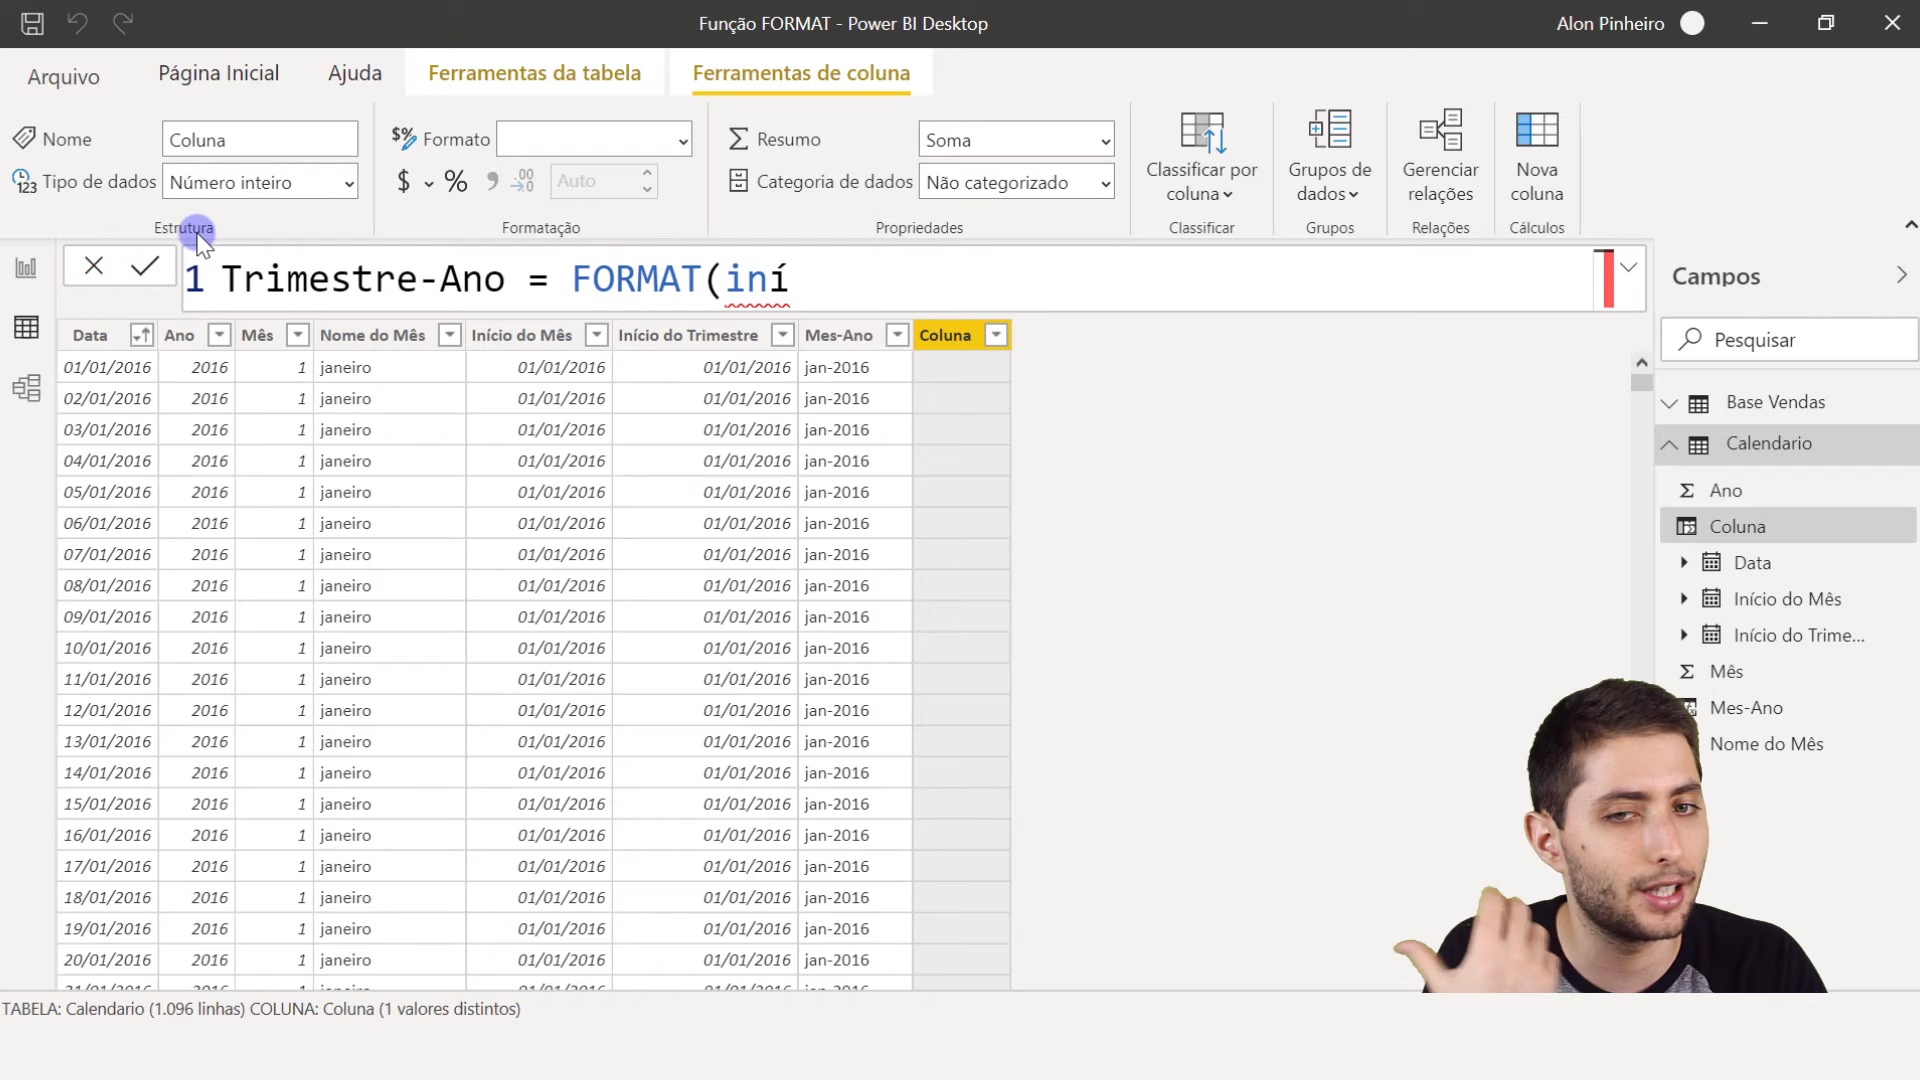 Função FORMAT - Power BI Desktop
Alon Pinheiro
Arquivo
Página Inicial
Ajuda
Ferramentas da tabela
Ferramentas de coluna
Nome
Coluna
$% Formato
Resumo
Soma
123 Tipo de dados
Número inteiro
$ % 9 .00
Auto
Categoria de dados
Não categorizado
Classificar por
coluna
Grupos de
dados
Gerenciar
relações
Nova
coluna
Estrutura
Formatação
Propriedades
Classificar
Grupos
Relações
Cálculos
1 Trimestre-Ano = FORMAT(iní
Data Ano Mês Nome do Mês Início do Mês Início do Trimestre Mes-Ano Coluna
01/01/2016 2016 1 janeiro 01/01/2016 01/01/2016 jan-2016
02/01/2016 2016 1 janeiro 01/01/2016 01/01/2016 jan-2016
03/01/2016 2016 1 janeiro 01/01/2016 01/01/2016 jan-2016
04/01/2016 2016 1 janeiro 01/01/2016 01/01/2016 jan-2016
05/01/2016 2016 1 janeiro 01/01/2016 01/01/2016 jan-2016
06/01/2016 2016 1 janeiro 01/01/2016 01/01/2016 jan-2016
07/01/2016 2016 1 janeiro 01/01/2016 01/01/2016 jan-2016
08/01/2016 2016 1 janeiro 01/01/2016 01/01/2016 jan-2016
09/01/2016 2016 1 janeiro 01/01/2016 01/01/2016 jan-2016
10/01/2016 2016 1 janeiro 01/01/2016 01/01/2016 jan-2016
11/01/2016 2016 1 janeiro 01/01/2016 01/01/2016 jan-2016
12/01/2016 2016 1 janeiro 01/01/2016 01/01/2016 jan-2016
13/01/2016 2016 1 janeiro 01/01/2016 01/01/2016 jan-2016
14/01/2016 2016 1 janeiro 01/01/2016 01/01/2016 jan-2016
15/01/2016 2016 1 janeiro 01/01/2016 01/01/2016 jan-2016
16/01/2016 2016 1 janeiro 01/01/2016 01/01/2016 jan-2016
17/01/2016 2016 1 janeiro 01/01/2016 01/01/2016 jan-2016
18/01/2016 2016 1 janeiro 01/01/2016 01/01/2016 jan-2016
19/01/2016 2016 1 janeiro 01/01/2016 01/01/2016 jan-2016
20/01/2016 2016 1 janeiro 01/01/2016 01/01/2016 jan-2016
TABELA: Calendario (1.096 linhas) COLUNA: Coluna (1 valores distintos)
Campos
Pesquisar
Base Vendas
Calendario
Ano
Coluna
Data
Início do Mês
Início do Trime...
Mês
Mes-Ano
Nome do Mês